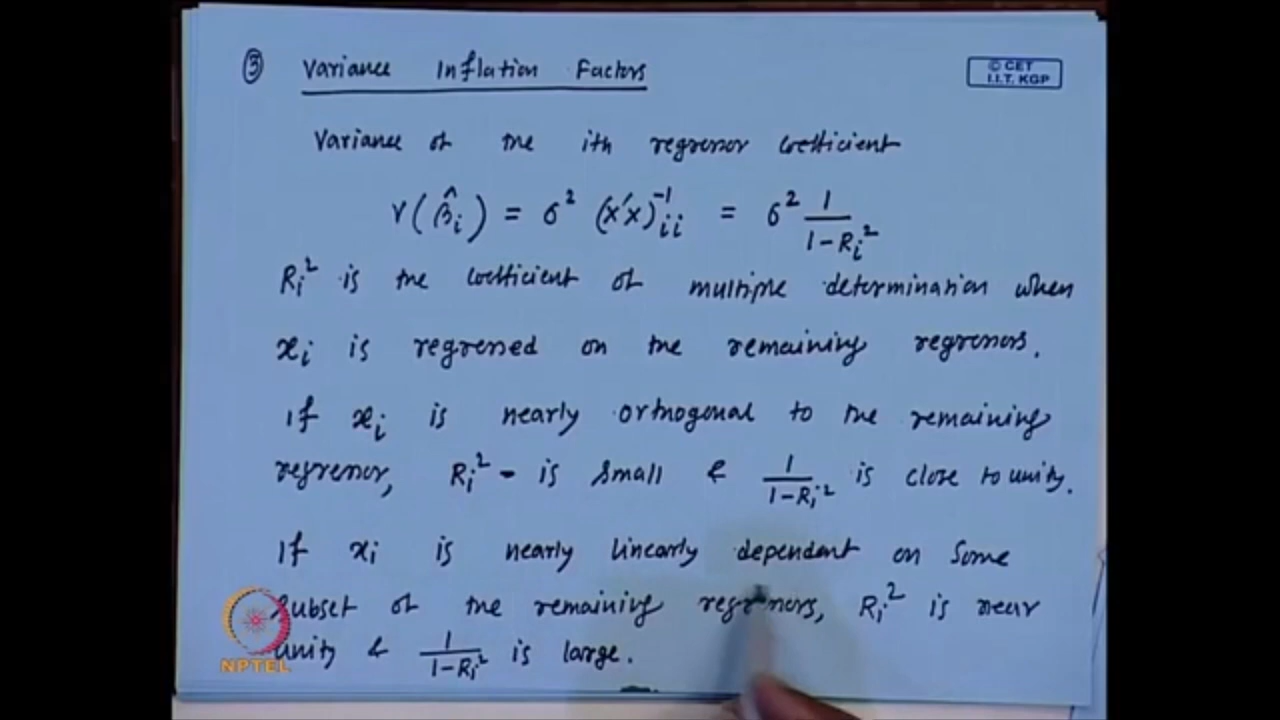 ③ Variance Inflation Factors
© CET
I.I.T. KGP
Variance of the ith regressor coefficient
V(β̂ᵢ) = σ² (X'X)⁻¹ᵢᵢ = σ² 1/(1-Rᵢ²)
Rᵢ² is the coefficient of multiple determination when
xᵢ is regressed on the remaining regressors.
If xᵢ is nearly orthogonal to the remaining
regressor, Rᵢ² - is small & 1/(1-Rᵢ²) is close to unity.
If xᵢ is nearly linearly dependent on some
subset of the remaining regressors, Rᵢ² is near
unity & 1/(1-Rᵢ²) is large.
NPTEL